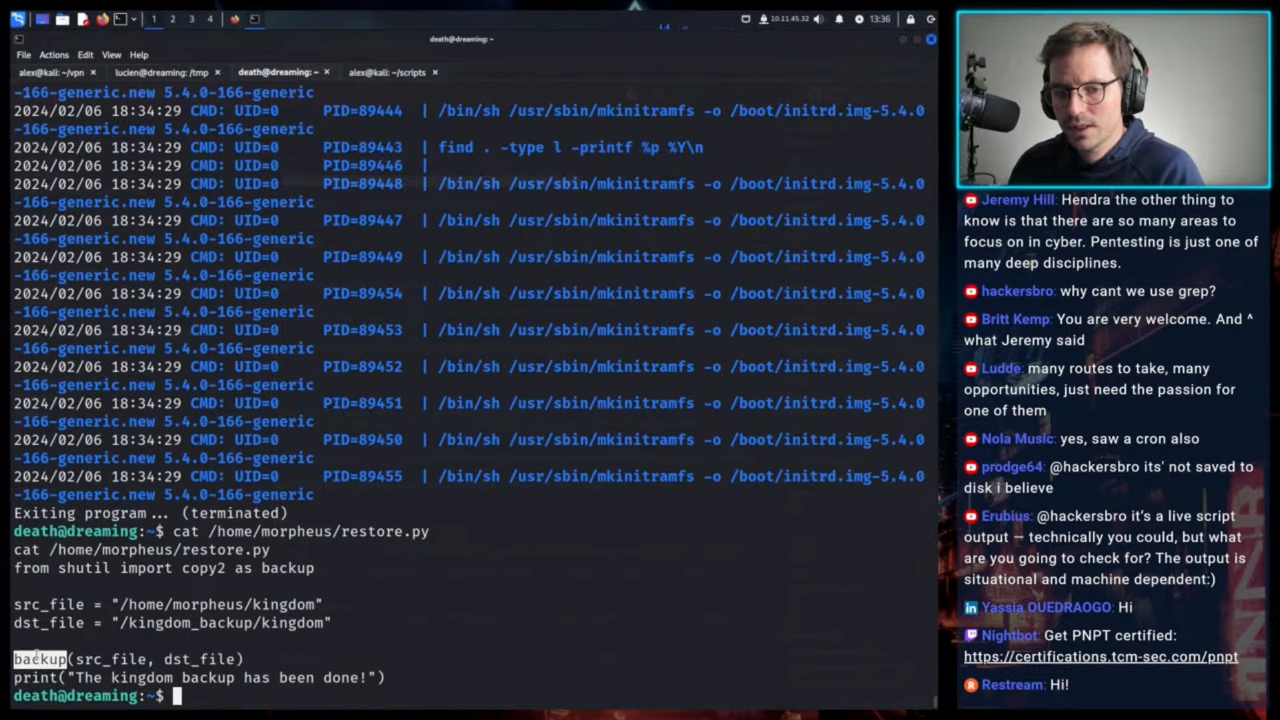 1 2 3 4
10.11.45.32
13:36
death@dreaming: ~
File Actions Edit View Help
alex@kali: ~/vpn × lucien@dreaming: /tmp × death@dreaming: ~ × alex@kali: ~/scripts ×
-166-generic.new 5.4.0-166-generic
2024/02/06 18:34:29 CMD: UID=0 PID=89444 | /bin/sh /usr/sbin/mkinitramfs -o /boot/initrd.img-5.4.0
-166-generic.new 5.4.0-166-generic
2024/02/06 18:34:29 CMD: UID=0 PID=89443 | find . -type l -printf %p %Y\n
2024/02/06 18:34:29 CMD: UID=0 PID=89446 |
2024/02/06 18:34:29 CMD: UID=0 PID=89448 | /bin/sh /usr/sbin/mkinitramfs -o /boot/initrd.img-5.4.0
-166-generic.new 5.4.0-166-generic
2024/02/06 18:34:29 CMD: UID=0 PID=89447 | /bin/sh /usr/sbin/mkinitramfs -o /boot/initrd.img-5.4.0
-166-generic.new 5.4.0-166-generic
2024/02/06 18:34:29 CMD: UID=0 PID=89449 | /bin/sh /usr/sbin/mkinitramfs -o /boot/initrd.img-5.4.0
-166-generic.new 5.4.0-166-generic
2024/02/06 18:34:29 CMD: UID=0 PID=89454 | /bin/sh /usr/sbin/mkinitramfs -o /boot/initrd.img-5.4.0
-166-generic.new 5.4.0-166-generic
2024/02/06 18:34:29 CMD: UID=0 PID=89453 | /bin/sh /usr/sbin/mkinitramfs -o /boot/initrd.img-5.4.0
-166-generic.new 5.4.0-166-generic
2024/02/06 18:34:29 CMD: UID=0 PID=89452 | /bin/sh /usr/sbin/mkinitramfs -o /boot/initrd.img-5.4.0
-166-generic.new 5.4.0-166-generic
2024/02/06 18:34:29 CMD: UID=0 PID=89451 | /bin/sh /usr/sbin/mkinitramfs -o /boot/initrd.img-5.4.0
-166-generic.new 5.4.0-166-generic
2024/02/06 18:34:29 CMD: UID=0 PID=89450 | /bin/sh /usr/sbin/mkinitramfs -o /boot/initrd.img-5.4.0
-166-generic.new 5.4.0-166-generic
2024/02/06 18:34:29 CMD: UID=0 PID=89455 | /bin/sh /usr/sbin/mkinitramfs -o /boot/initrd.img-5.4.0
-166-generic.new 5.4.0-166-generic
Exiting program... (terminated)
death@dreaming:~$ cat /home/morpheus/restore.py
cat /home/morpheus/restore.py
from shutil import copy2 as backup
src_file = "/home/morpheus/kingdom"
dst_file = "/kingdom_backup/kingdom"
backup(src_file, dst_file)
print("The kingdom backup has been done!")
death@dreaming:~$
Jeremy Hill: Hendra the other thing to
know is that there are so many areas to
focus on in cyber. Pentesting is just one of
many deep disciplines.
hackersbro: why cant we use grep?
Britt Kemp: You are very welcome. And ^
what Jeremy said
Ludde: many routes to take, many
opportunities, just need the passion for
one of them
Nola Music: yes, saw a cron also
prodge64: @hackersbro its' not saved to
disk i believe
Erubius: @hackersbro it’s a live script
output — technically you could, but what
are you going to check for? The output is
situational and machine dependent:)
Yassia OUEDRAOGO: Hi
Nightbot: Get PNPT certified:
https://certifications.tcm-sec.com/pnpt
Restream: Hi!